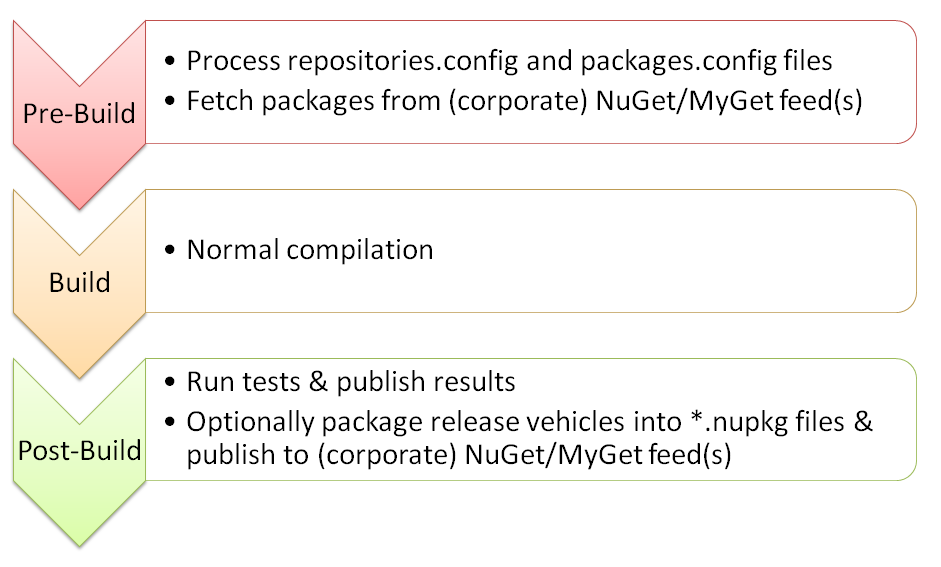 Pre-Build
• Process repositories.config and packages.config files
• Fetch packages from (corporate) NuGet/MyGet feed(s)
Build
• Normal compilation
Post-Build
• Run tests & publish results
• Optionally package release vehicles into *.nupkg files &
publish to (corporate) NuGet/MyGet feed(s)